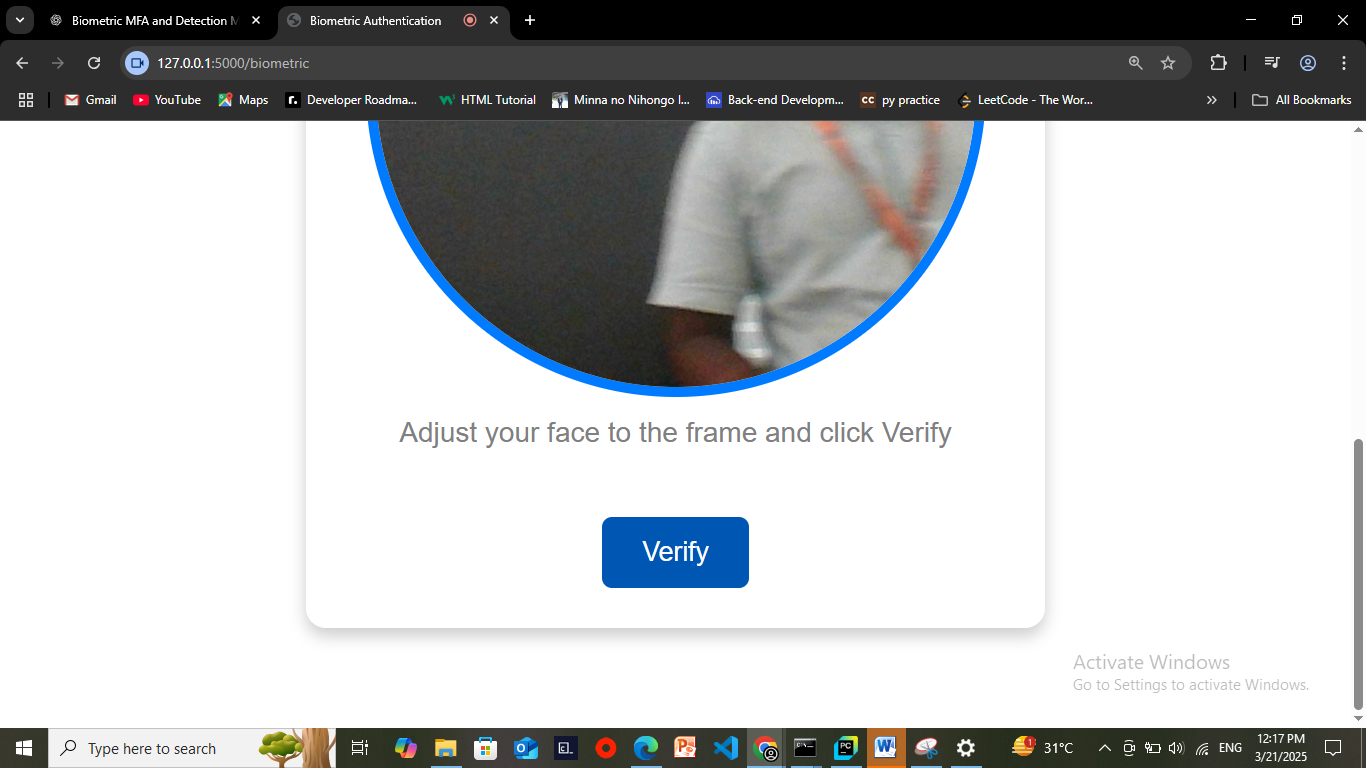 Biometric MFA and Detection M
Biometric Authentication
127.0.0.1:5000/biometric
Gmail
YouTube
Maps
Developer Roadma...
HTML Tutorial
Minna no Nihongo I...
Back-end Developm...
CC py practice
LeetCode - The Wor...
All Bookmarks
Adjust your face to the frame and click Verify
Verify
Activate Windows
Go to Settings to activate Windows.
Type here to search
31°C
ENG
12:17 PM
3/21/2025